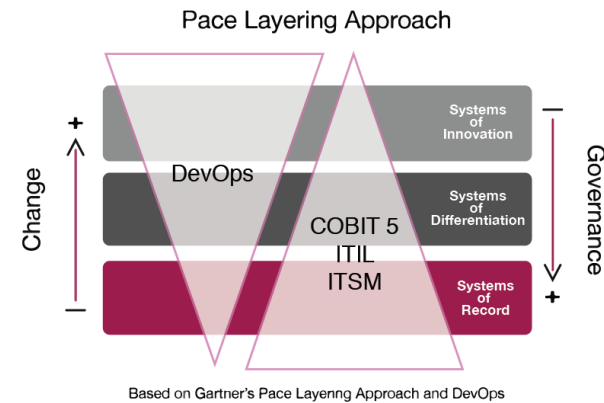 Pace Layering Approach
Systems
of
Innovation
DevOps
Systems
of
Differentiation
COBIT 5
ITIL
ITSM
Systems
of
Record
+
Change
–
–
Governance
+
Based on Gartner's Pace Layenng Approach and DevOps